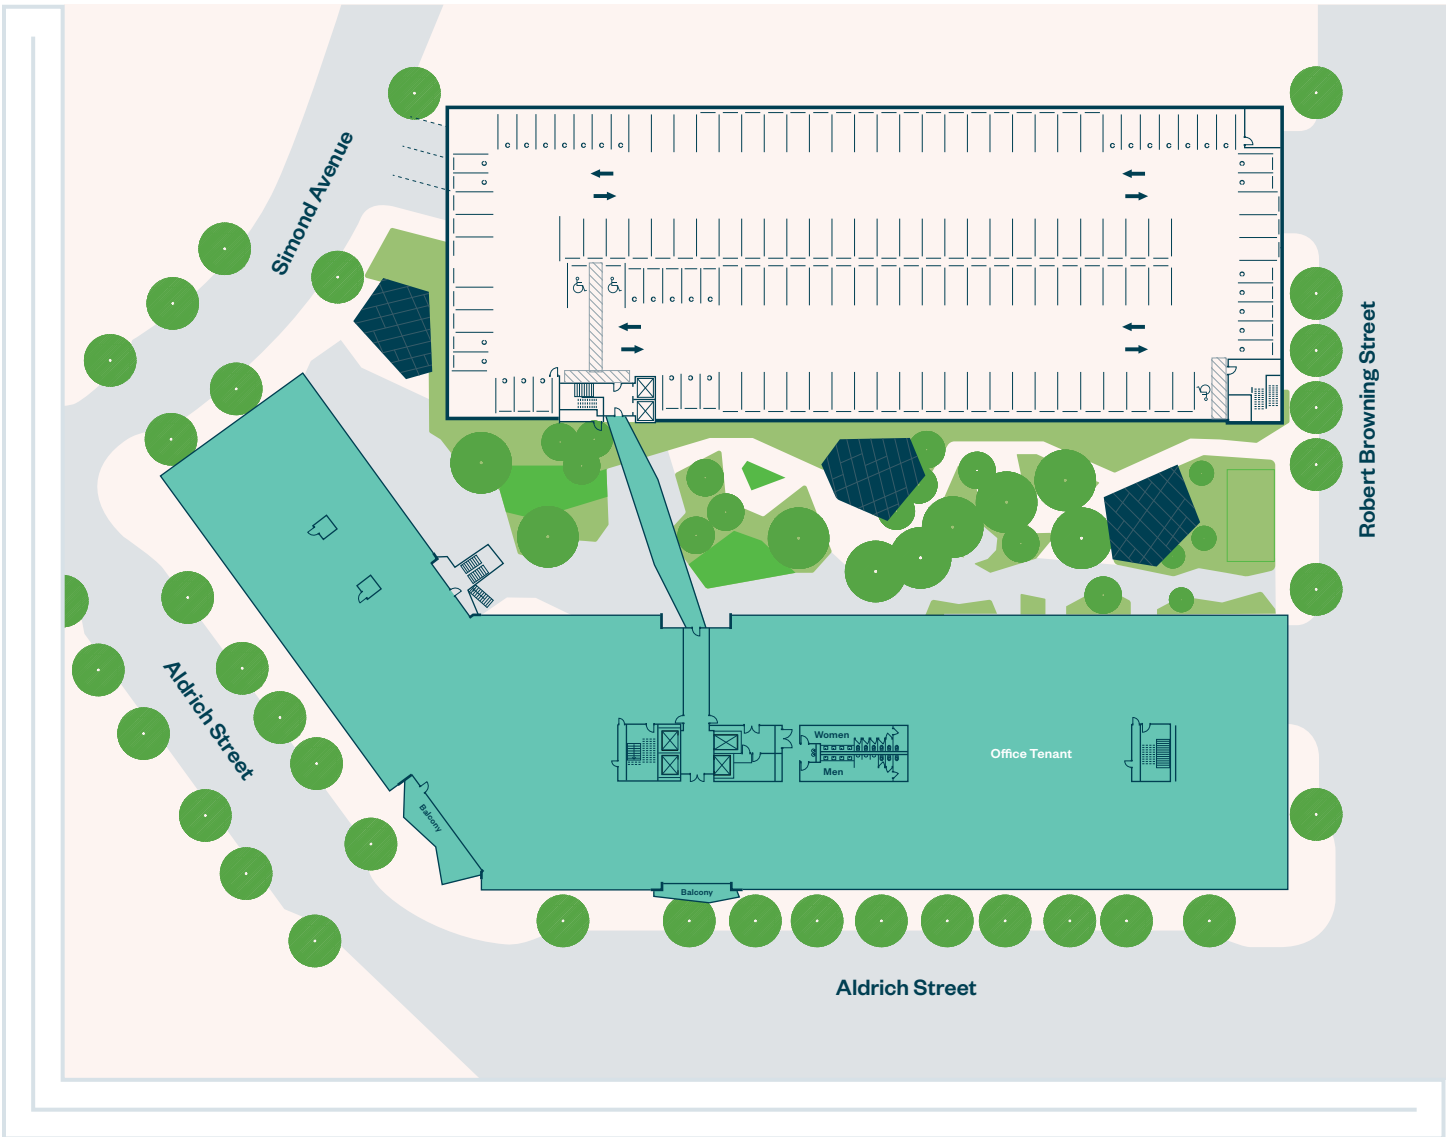 Simond Avenue
Robert Browning Street
Aldrich Street
Women
Men
Office Tenant
Balcony
Balcony
Aldrich Street